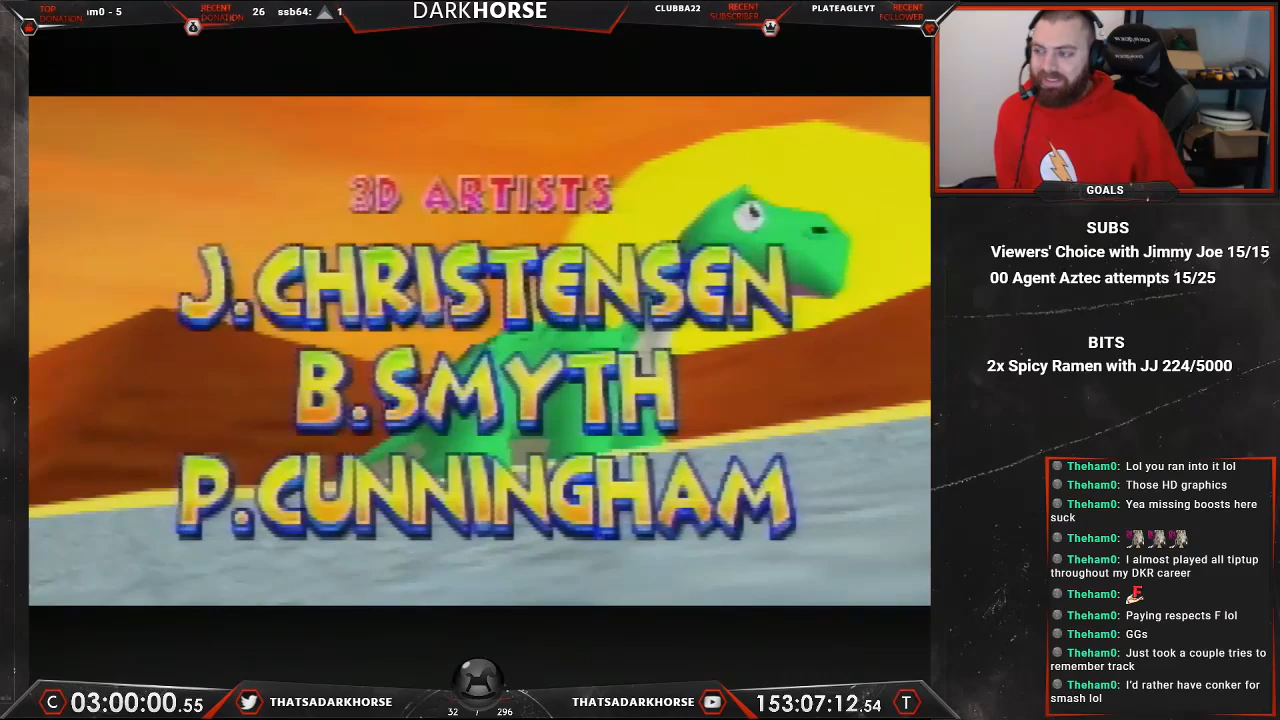 TOP
DONATION
m0 - 5
RECENT
DONATION
26
ssb64:
1
DARKHORSE
CLUBBA22
RECENT
SUBSCRIBER
PLATEAGLEYT
RECENT
FOLLOWER
3D ARTISTS
J.CHRISTENSEN
B.SMYTH
P.CUNNINGHAM
GOALS
SUBS
Viewers' Choice with Jimmy Joe 15/15
00 Agent Aztec attempts 15/25
BITS
2x Spicy Ramen with JJ 224/5000
Theham0: Lol you ran into it lol
Theham0: Those HD graphics
Theham0: Yea missing boosts here
suck
Theham0:
Theham0: I almost played all tiptup
throughout my DKR career
Theham0: F
Theham0: Paying respects F lol
Theham0: GGs
Theham0: Just took a couple tries to
remember track
Theham0: I'd rather have conker for
smash lol
C 03:00:00.55
THATSADARKHORSE
32 / 296
THATSADARKHORSE
153:07:12.54 T